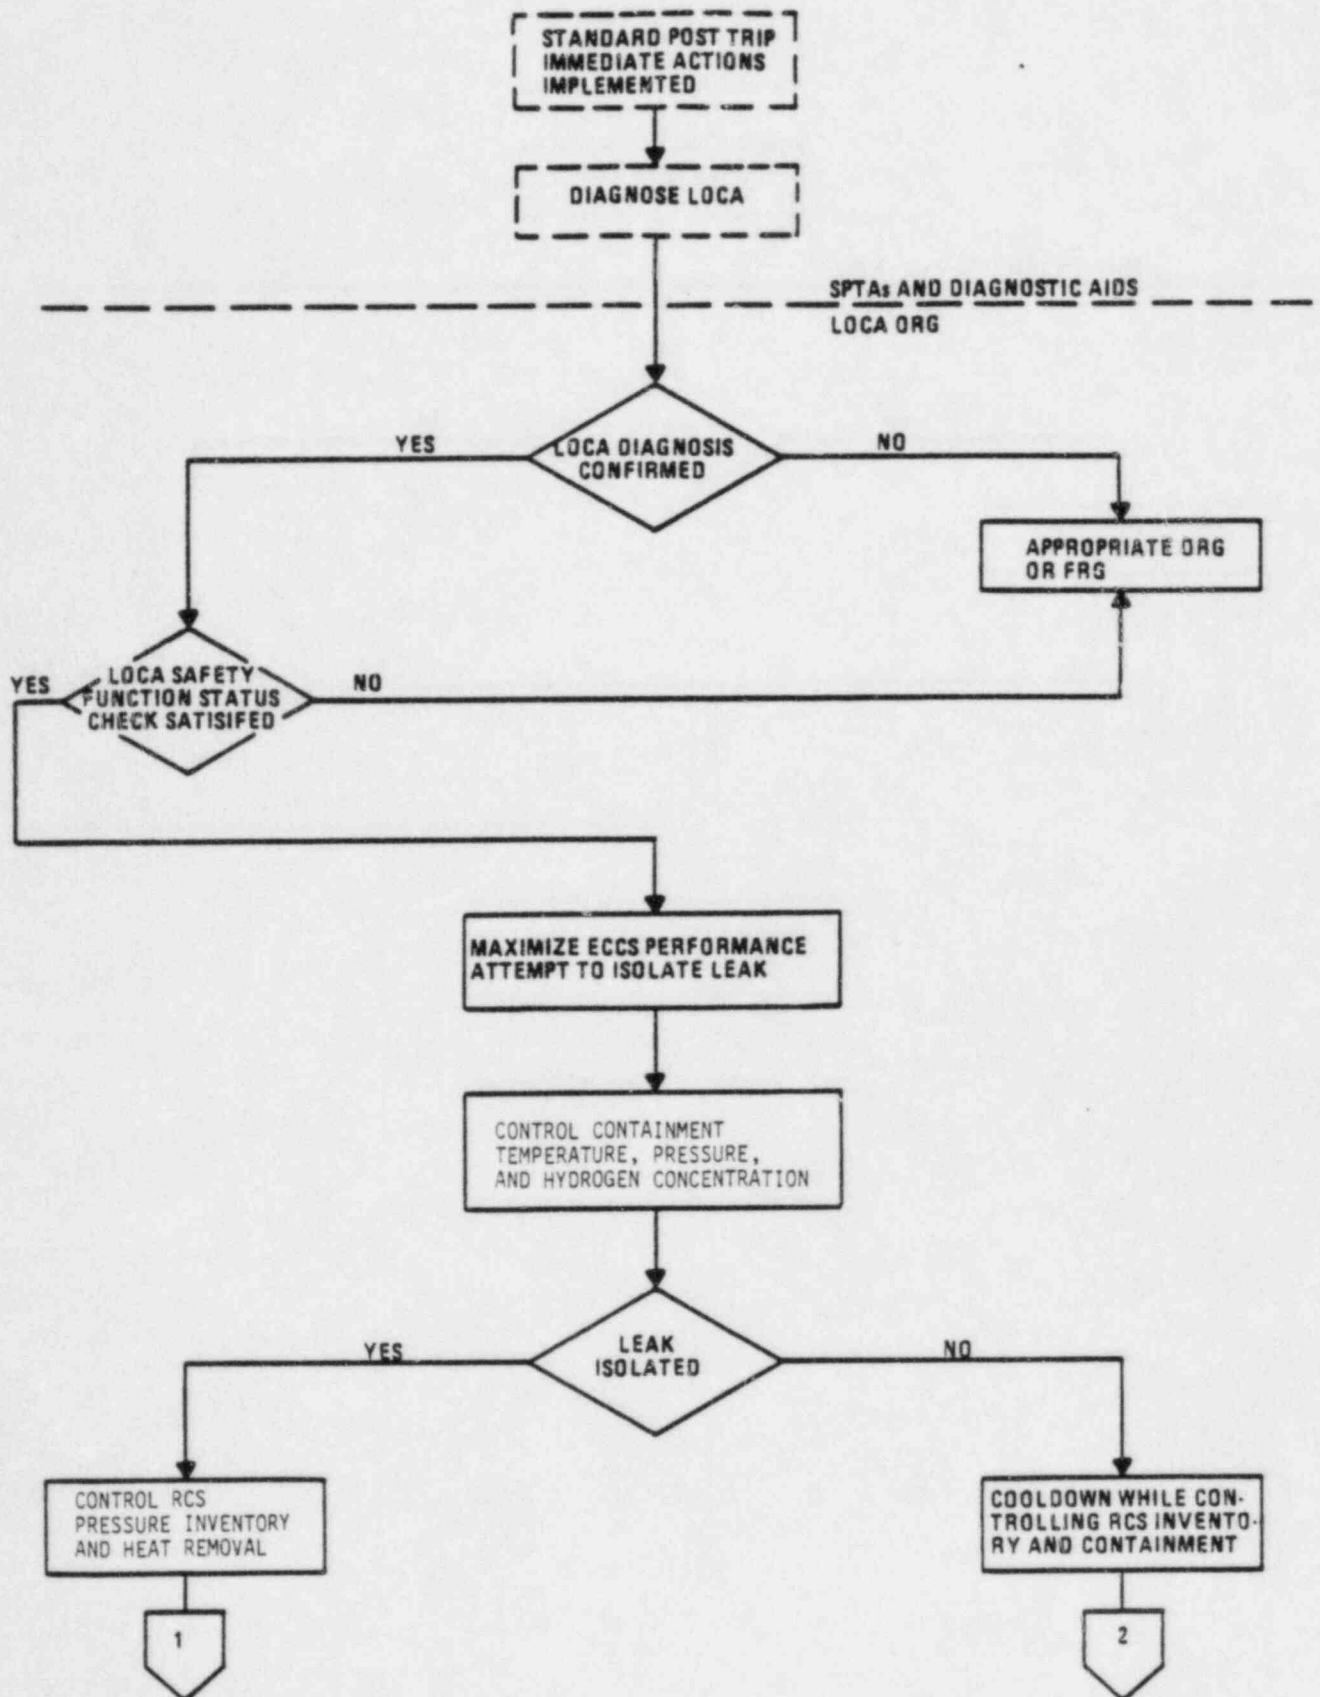 STANDARD POST TRIP
IMMEDIATE ACTIONS
IMPLEMENTED
DIAGNOSE LOCA
SPTAs AND DIAGNOSTIC AIDS
LOCA ORG
YES
LOCA DIAGNOSIS
CONFIRMED
NO
APPROPRIATE ORG
OR FRG
YES
LOCA SAFETY
FUNCTION STATUS
CHECK SATISIFED
NO
MAXIMIZE ECCS PERFORMANCE
ATTEMPT TO ISOLATE LEAK
CONTROL CONTAINMENT
TEMPERATURE, PRESSURE,
AND HYDROGEN CONCENTRATION
YES
LEAK
ISOLATED
NO
CONTROL RCS
PRESSURE INVENTORY
AND HEAT REMOVAL
COOLDOWN WHILE CON-
TROLLING RCS INVENTO-
RY AND CONTAINMENT
1
2